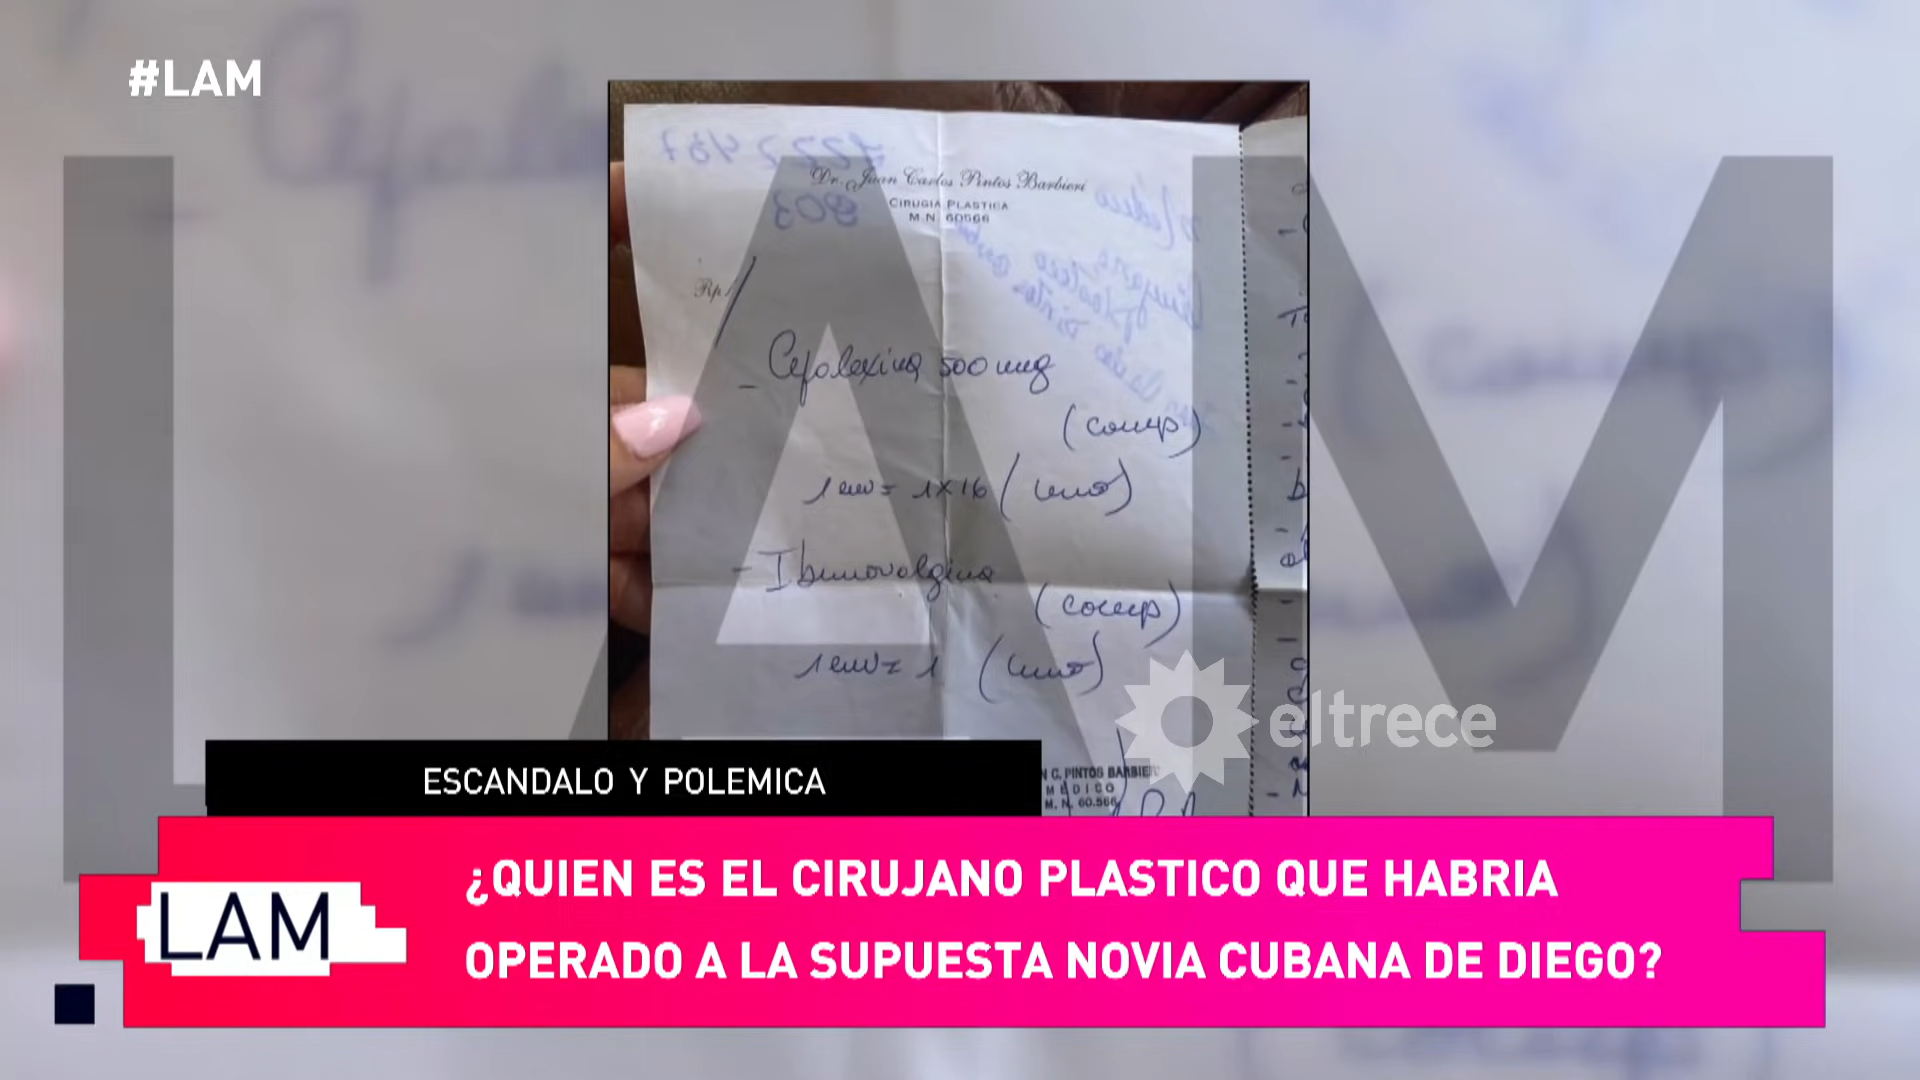 #LAM
Dr. Juan Carlos Pintos Barbieri
CIRUGIA PLASTICA
M.N. 60566
Rp/
- Cefalexina 500 mg
(comp)
1 env = 1x16 (uno)
- Ibunovalgina
(comp)
1 env = 1 (uno)
eltrece
N C. PINTOS BARBIERI
MEDICO
M. N. 60.566
ESCANDALO Y POLEMICA
LAM
¿QUIEN ES EL CIRUJANO PLASTICO QUE HABRIA
OPERADO A LA SUPUESTA NOVIA CUBANA DE DIEGO?